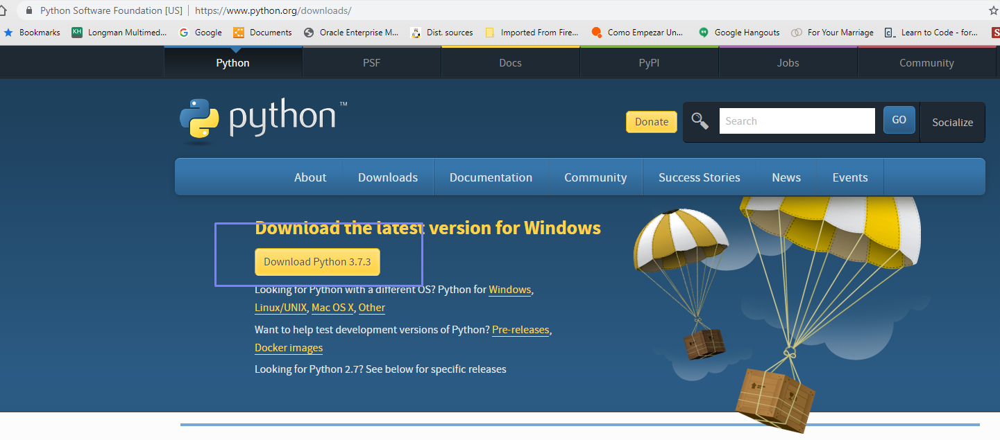 Python Software Foundation [US] https://www.python.org/downloads/
Bookmarks KH Longman Multimed... Google Documents Oracle Enterprise M... Dist. sources Imported From Fire... Como Empezar Un... Google Hangouts For Your Marriage Learn to Code - for... S
Python PSF Docs PyPI Jobs Community
python™
Donate Search GO Socialize
About Downloads Documentation Community Success Stories News Events
Download the latest version for Windows
Download Python 3.7.3
Looking for Python with a different OS? Python for Windows,
Linux/UNIX, Mac OS X, Other
Want to help test development versions of Python? Pre-releases,
Docker images
Looking for Python 2.7? See below for specific releases